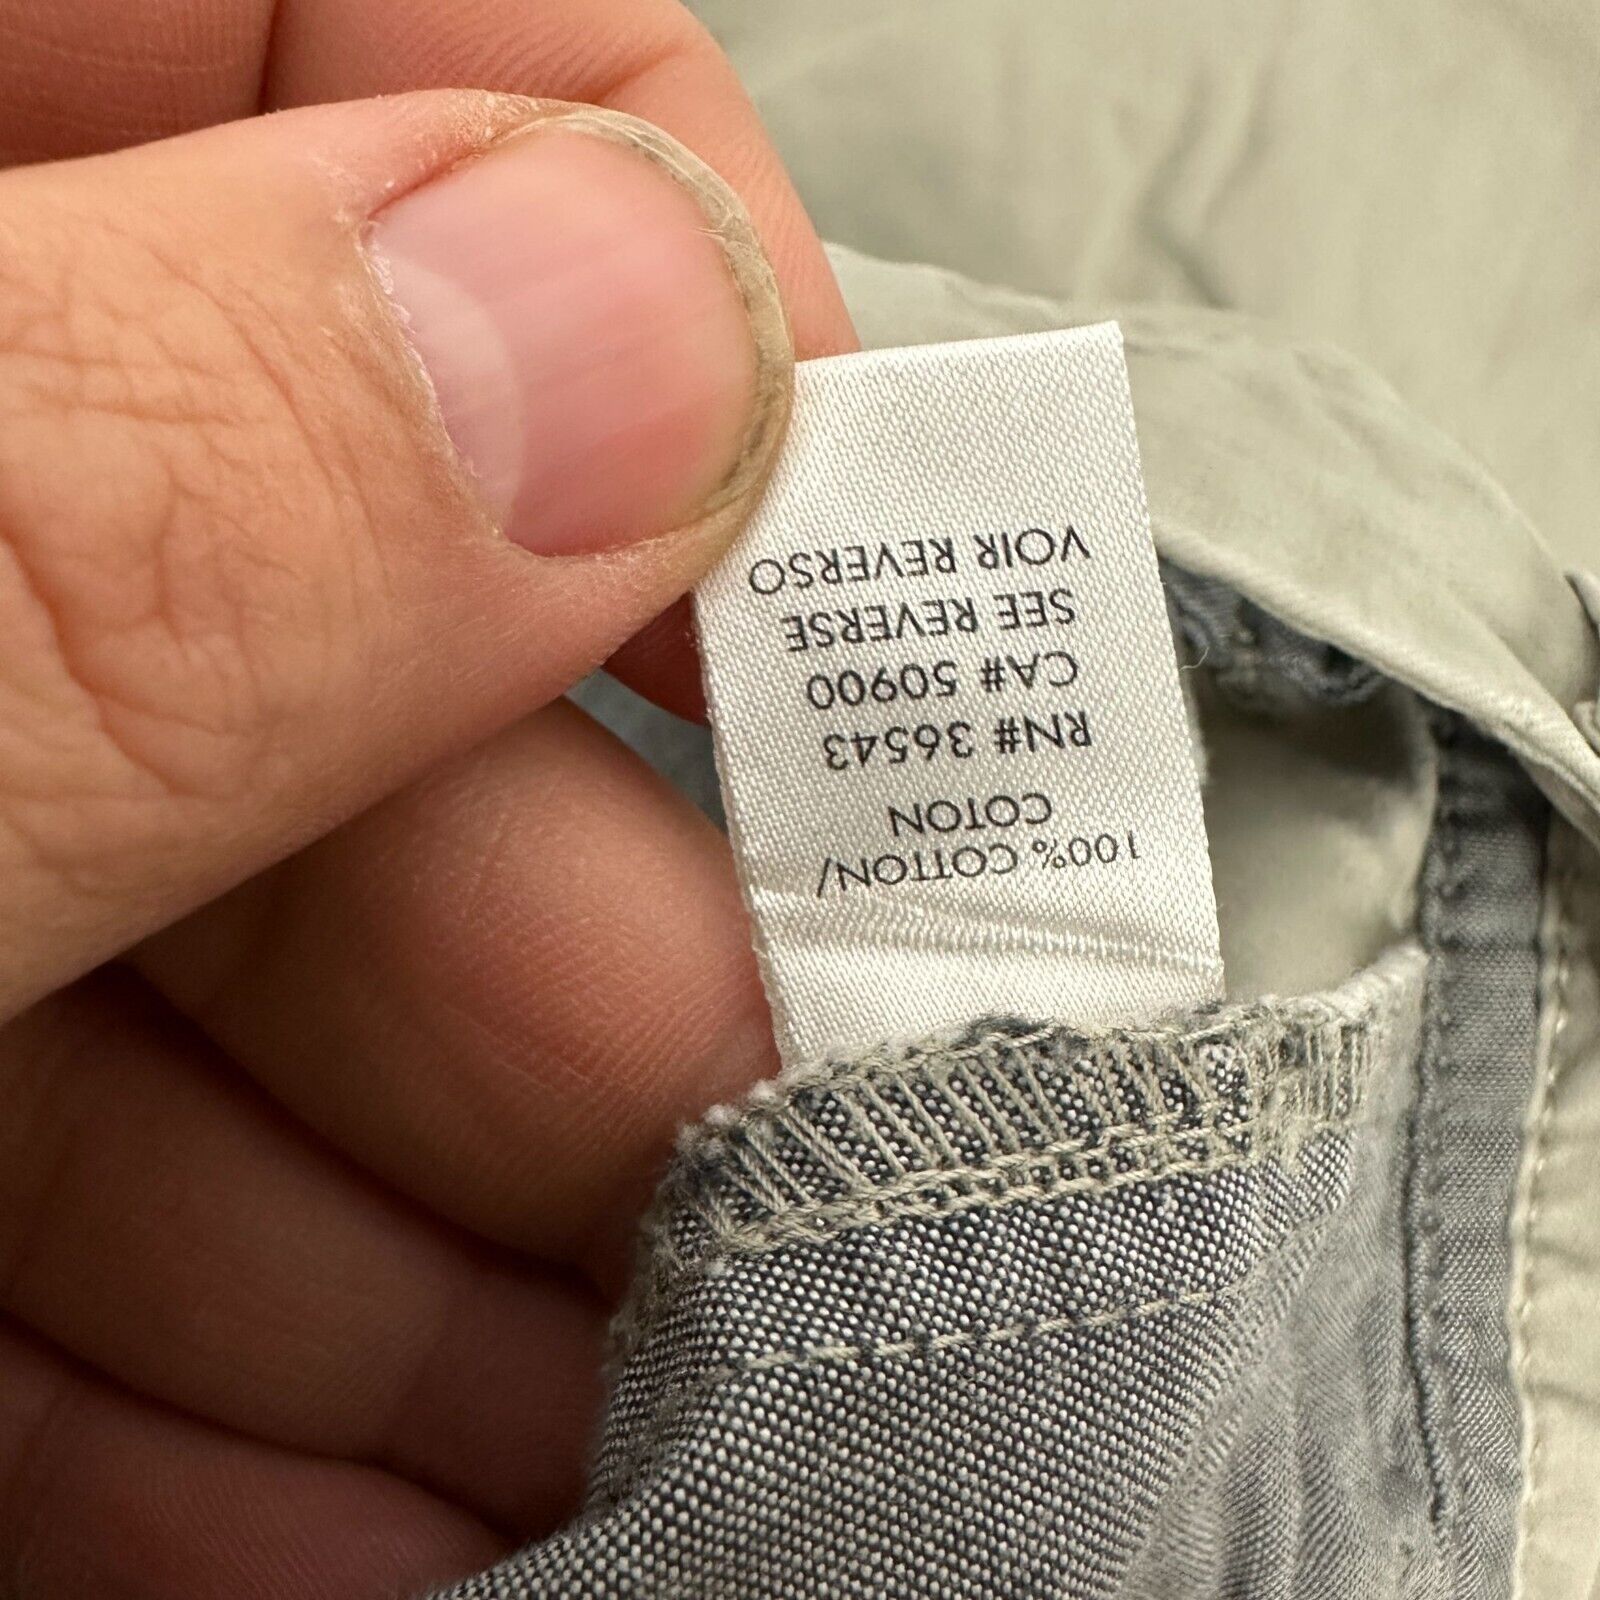 100% COTTON/
COTON
RN# 36543
CA# 50900
SEE REVERSE
VOIR REVERSO